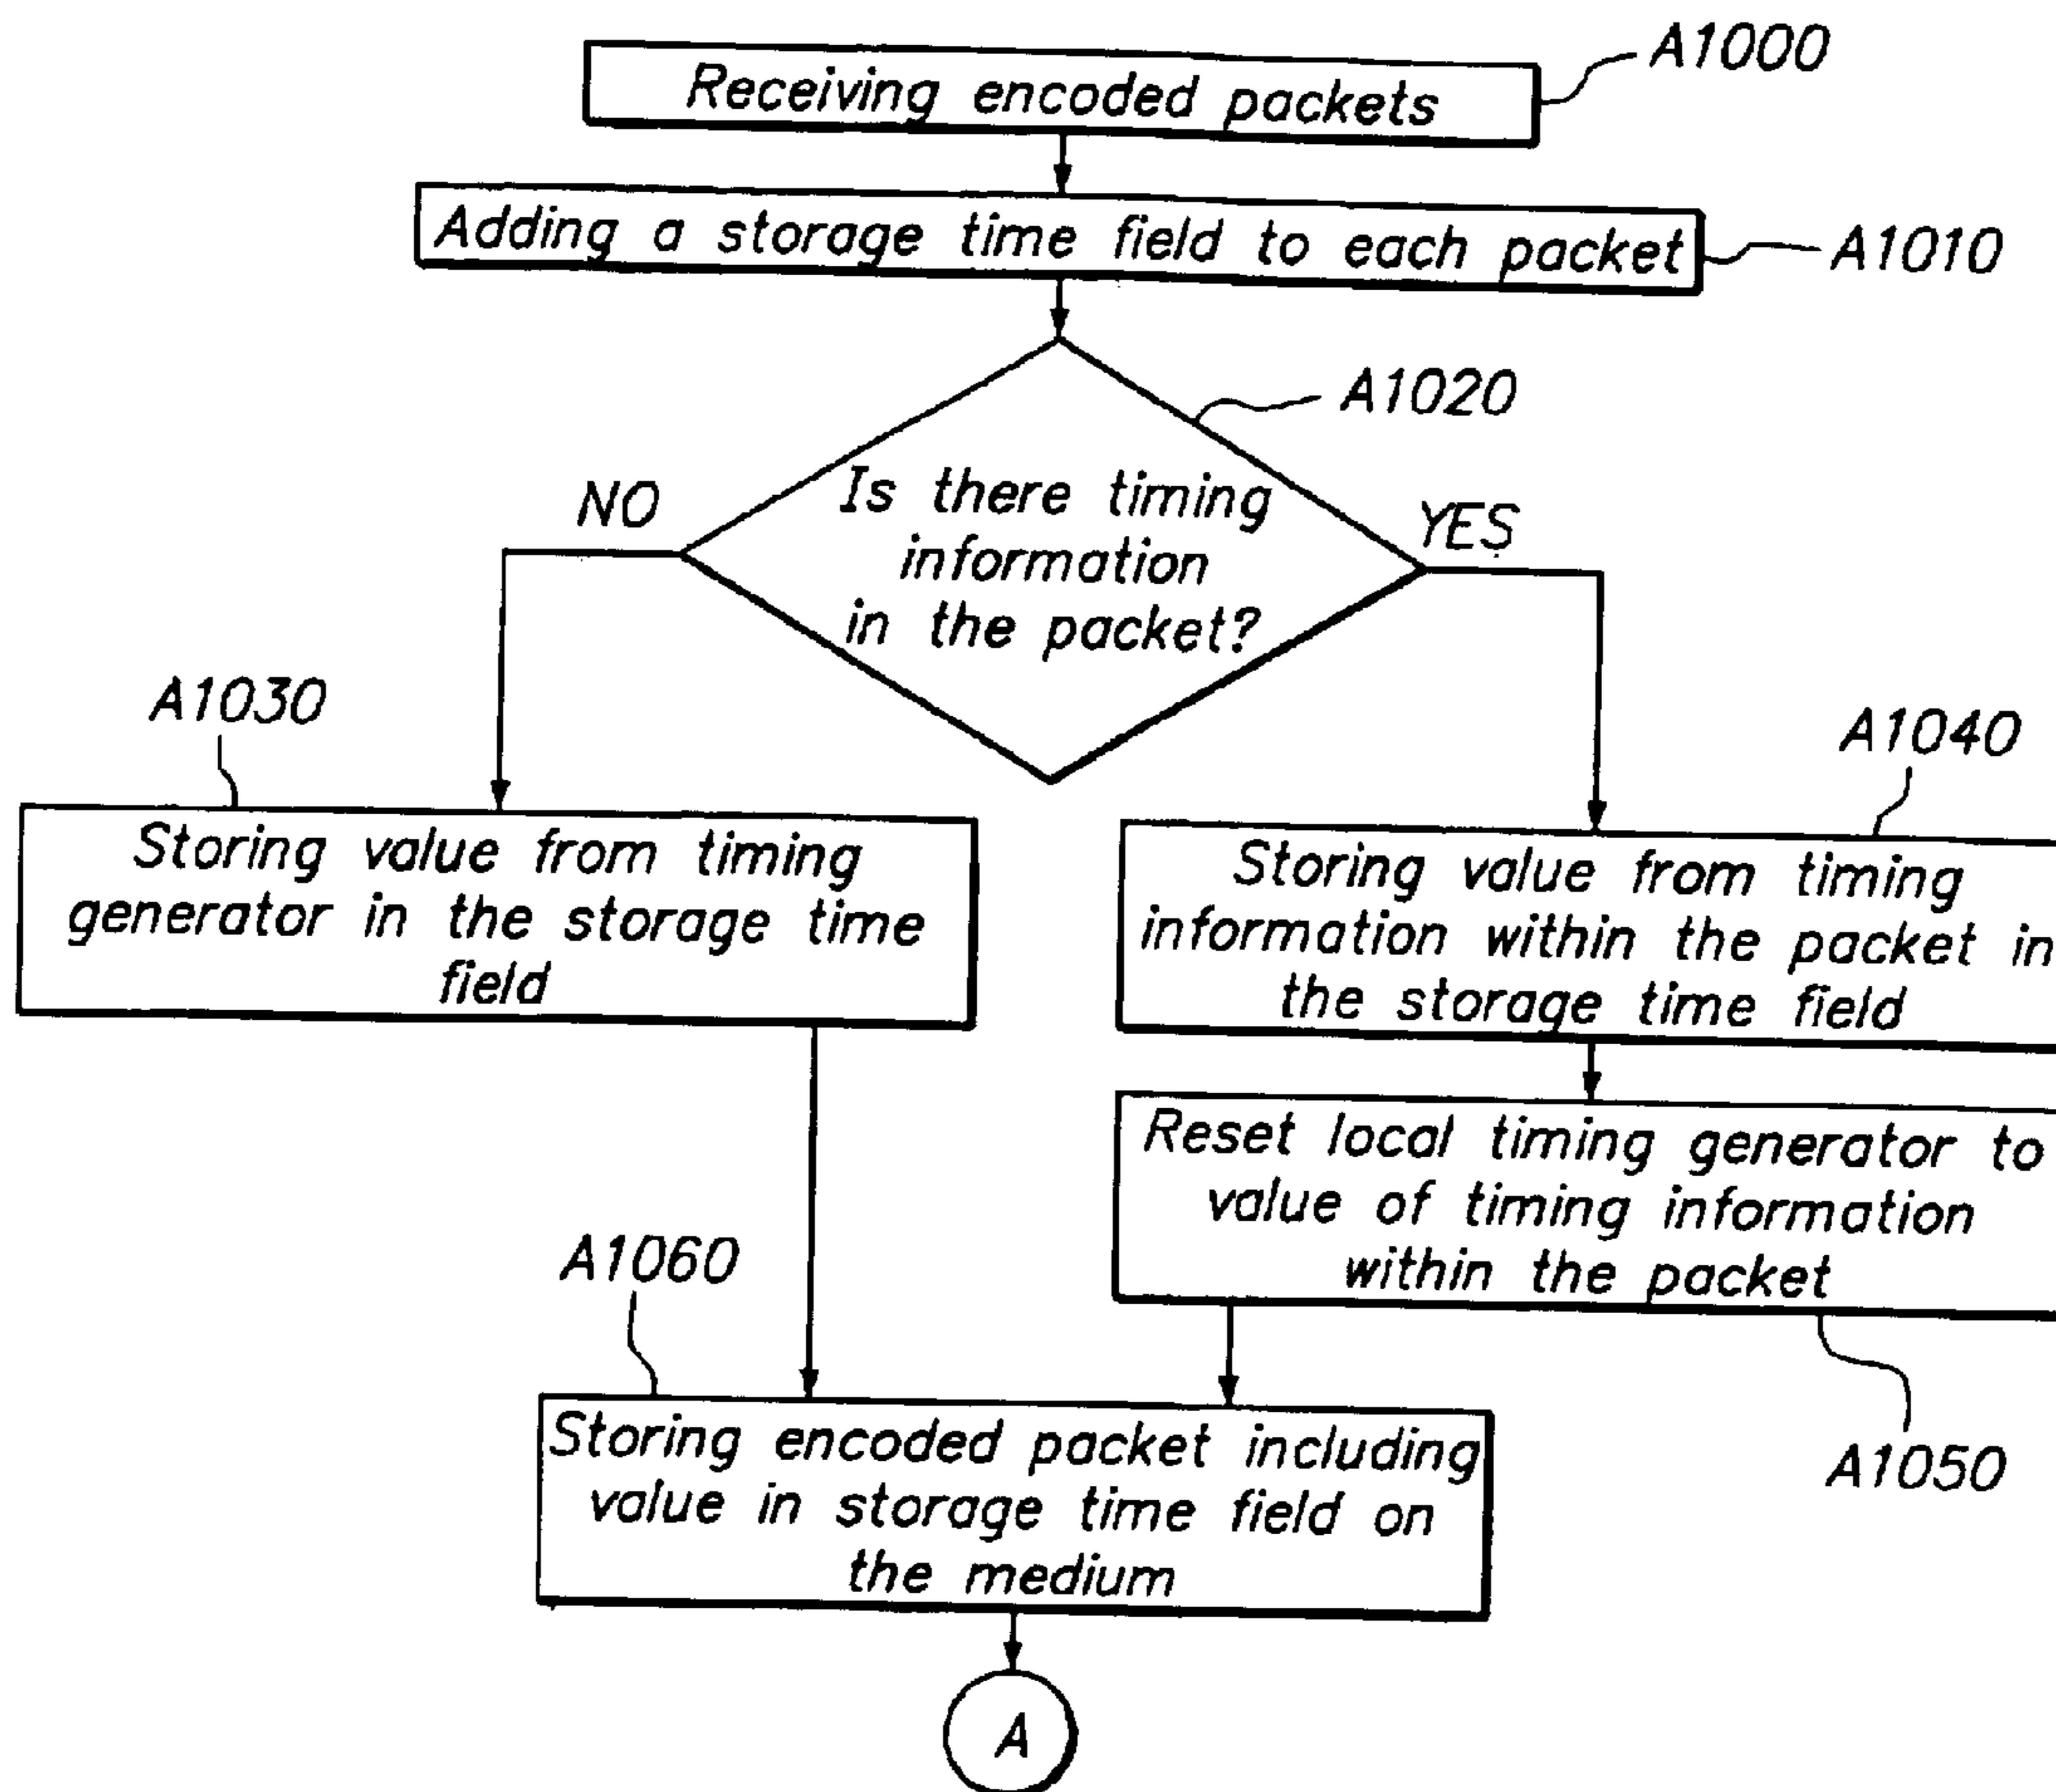 A1000
Receiving encoded packets
Adding a storage time field to each packet
A1010
A1020
Is there timing
information
in the packet?
NO
YES
A1030
A1040
Storing value from timing
generator in the storage time
field
Storing value from timing
information within the packet in
the storage time field
Reset local timing generator to
value of timing information
within the packet
A1060
A1050
Storing encoded packet including
value in storage time field on
the medium
A